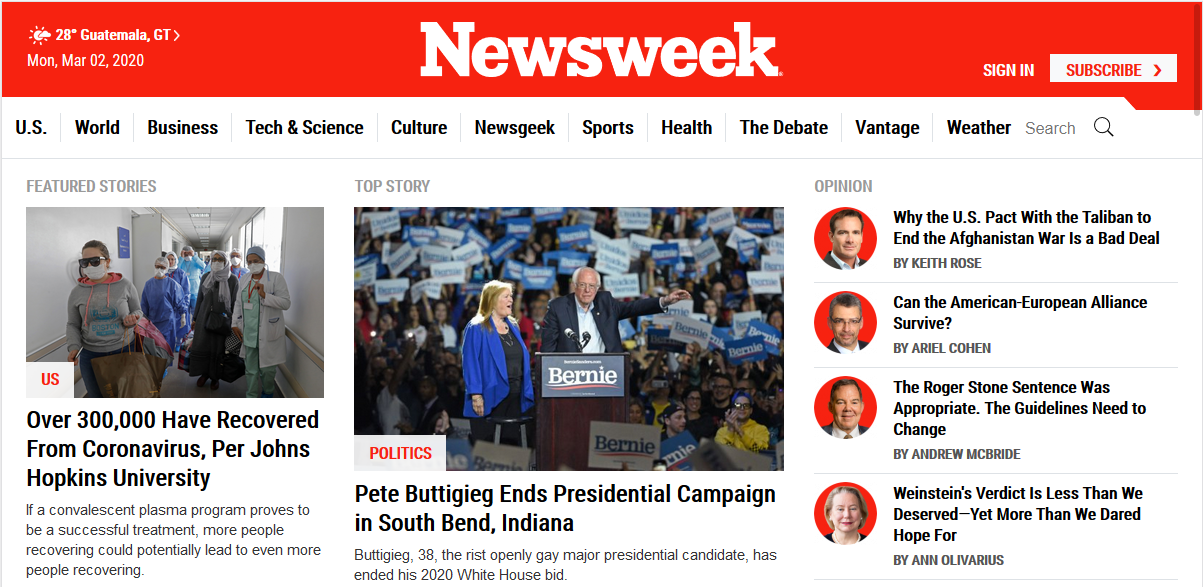 28° Guatemala, GT
Mon, Mar 02, 2020
Newsweek
SIGN IN
SUBSCRIBE
U.S.
World
Business
Tech & Science
Culture
Newsgeek
Sports
Health
The Debate
Vantage
Weather
Search
FEATURED STORIES
US
Over 300,000 Have Recovered
From Coronavirus, Per Johns
Hopkins University
If a convalescent plasma program proves to
be a successful treatment, more people
recovering could potentially lead to even more
people recovering.
TOP STORY
Unidos
Bernie
Bernie
Bernie
berniesanders.com
Bernie
Bernie
POLITICS
Pete Buttigieg Ends Presidential Campaign
in South Bend, Indiana
Buttigieg, 38, the rist openly gay major presidential candidate, has
ended his 2020 White House bid.
OPINION
Why the U.S. Pact With the Taliban to
End the Afghanistan War Is a Bad Deal
BY KEITH ROSE
Can the American-European Alliance
Survive?
BY ARIEL COHEN
The Roger Stone Sentence Was
Appropriate. The Guidelines Need to
Change
BY ANDREW MCBRIDE
Weinstein's Verdict Is Less Than We
Deserved—Yet More Than We Dared
Hope For
BY ANN OLIVARIUS